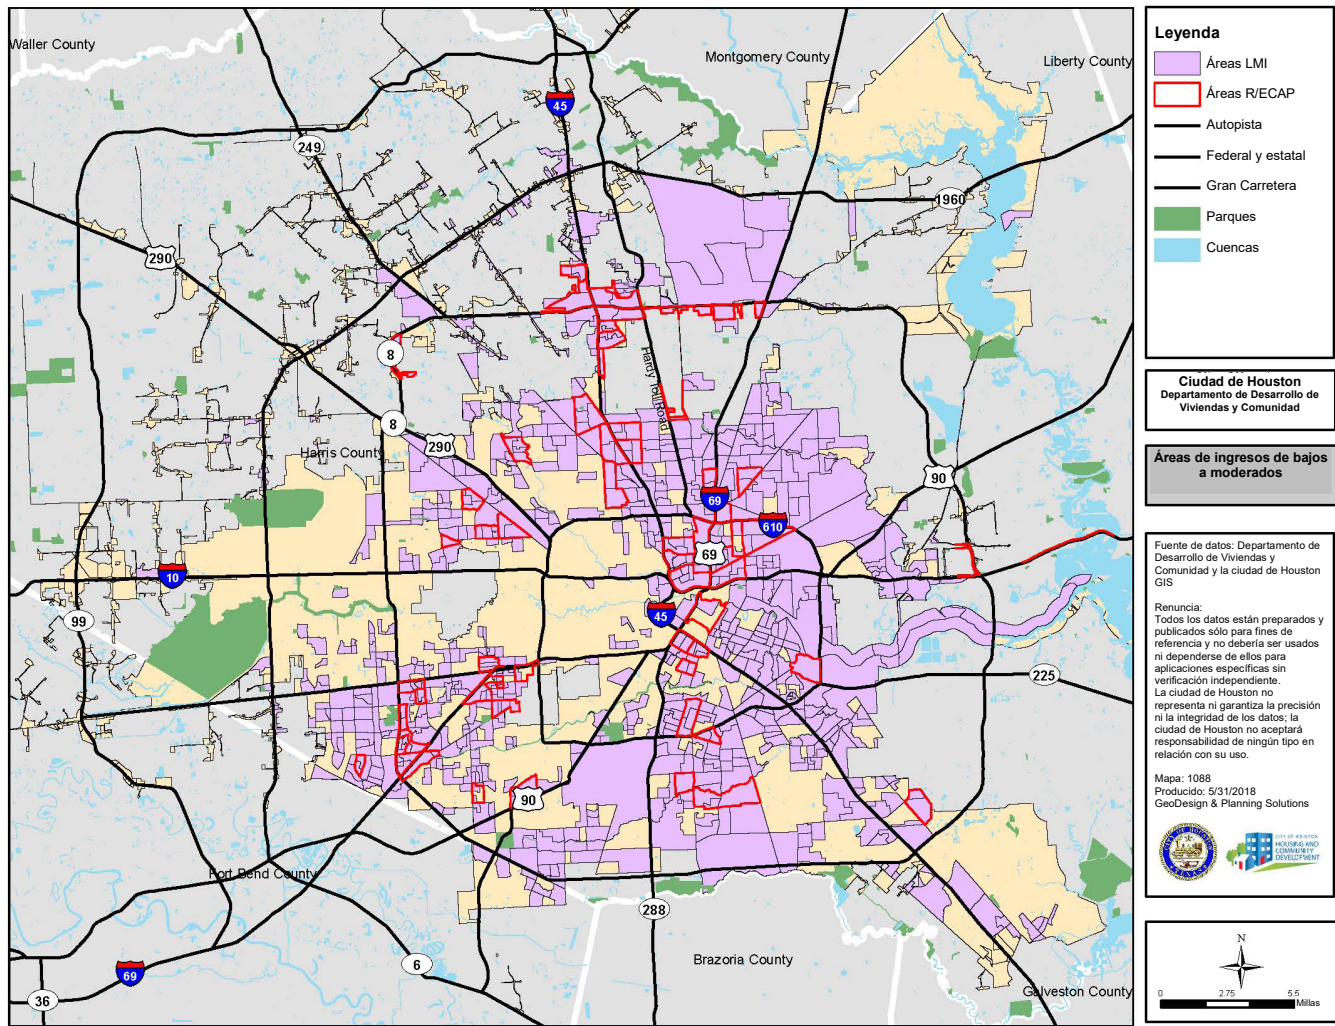 Waller County
Montgomery County
Liberty County
45
249
1960
290
8
Hardy Toll Road
8
290
Harris County
90
69
610
69
10
45
99
225
90
Fort Bend County
288
Brazoria County
6
69
36
Galveston County
Leyenda
Áreas LMI
Áreas R/ECAP
Autopista
Federal y estatal
Gran Carretera
Parques
Cuencas
Ciudad de Houston
Departamento de Desarrollo de
Viviendas y Comunidad
Áreas de ingresos de bajos
a moderados
Fuente de datos: Departamento de
Desarrollo de Viviendas y
Comunidad y la ciudad de Houston
GIS
Renuncia:
Todos los datos están preparados y
publicados sólo para fines de
referencia y no debería ser usados
ni dependerse de ellos para
aplicaciones específicas sin
verificación independiente.
La ciudad de Houston no
representa ni garantiza la precisión
ni la integridad de los datos; la
ciudad de Houston no aceptará
responsabilidad de ningún tipo en
relación con su uso.
Mapa: 1088
Producido: 5/31/2018
GeoDesign & Planning Solutions
CITY OF HOUSTON
HOUSING AND
COMMUNITY
DEVELOPMENT
N
0 2.75 5.5
Millas